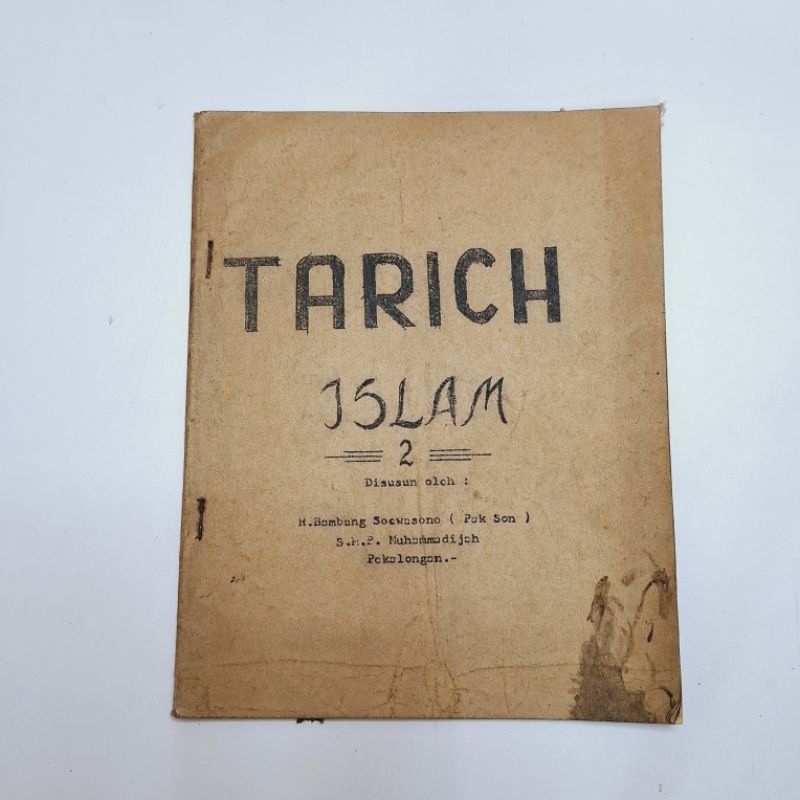 TARICH
ISLAM
2
Disusun oleh :
H.Bambang Soewasono ( Pak Son )
S.M.P. Muhammadijah
Pekalongan.-